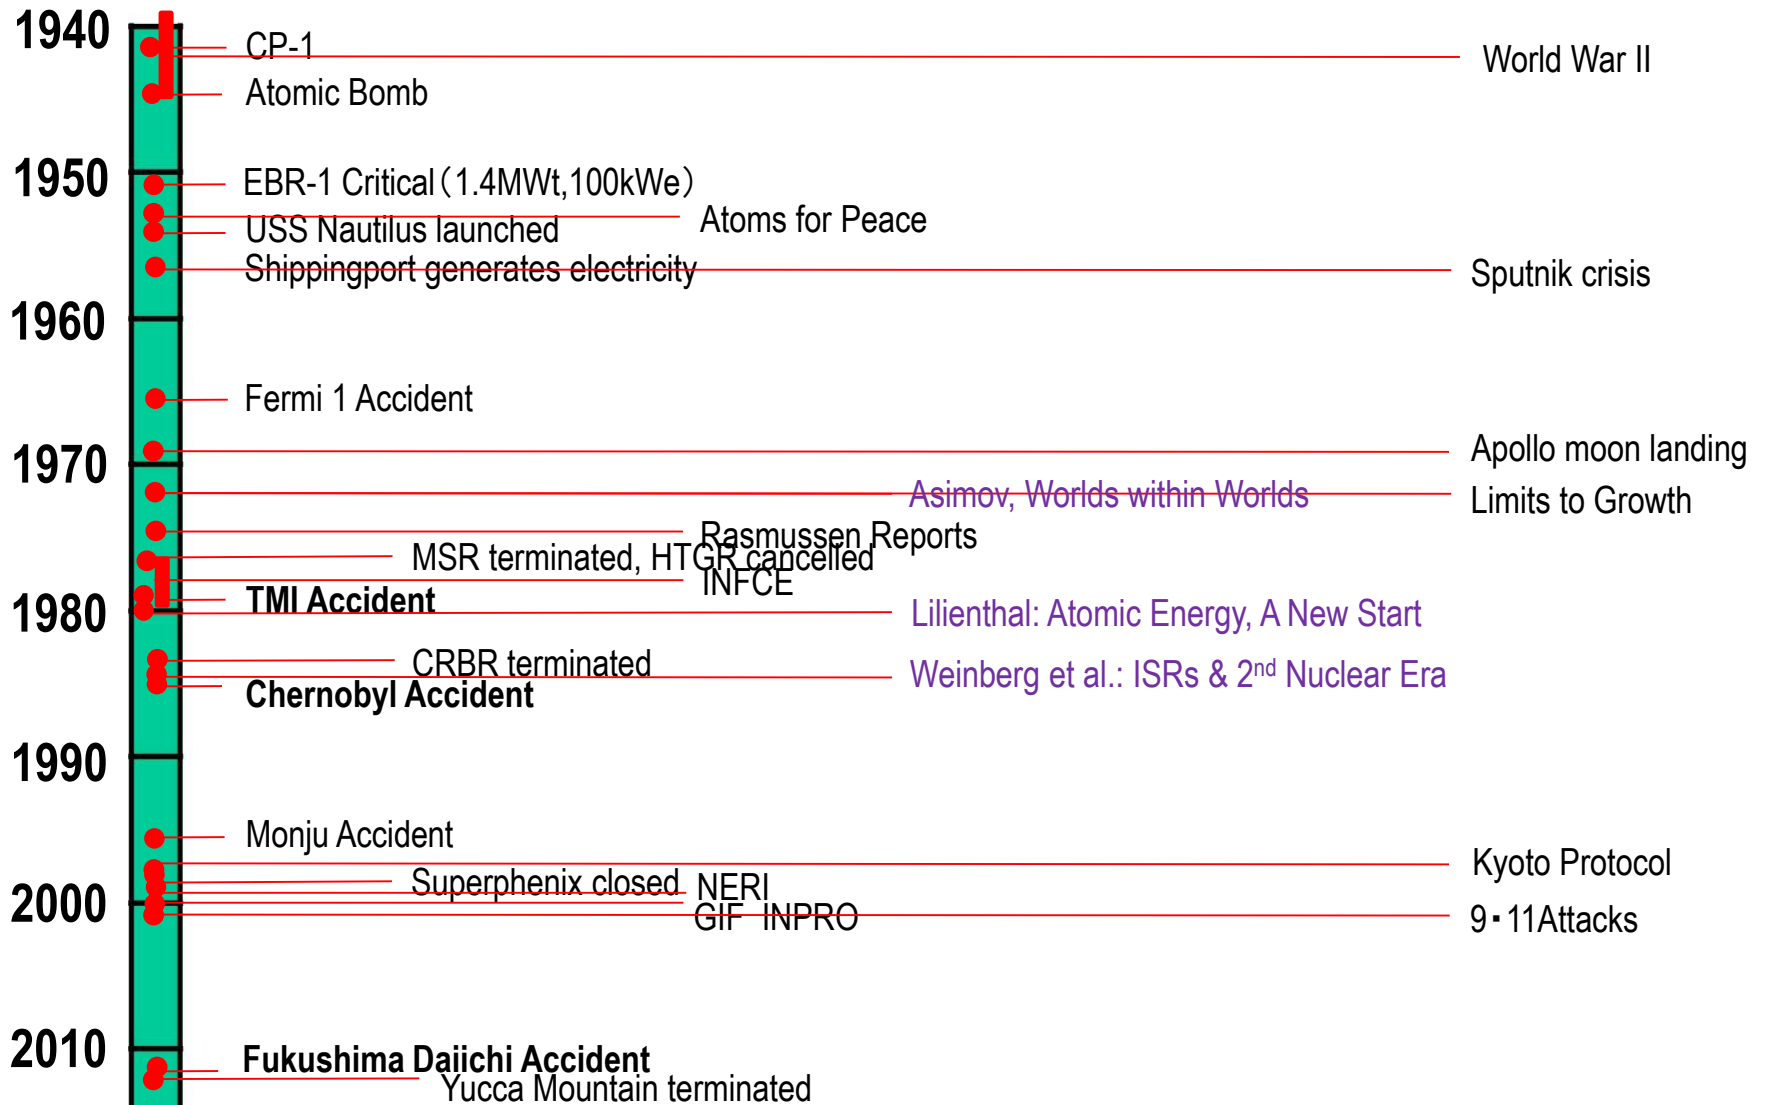 1940
CP-1
World War II
Atomic Bomb
1950
EBR-1 Critical（1.4MWt,100kWe）
Atoms for Peace
USS Nautilus launched
Shippingport generates electricity
Sputnik crisis
1960
Fermi 1 Accident
1970
Apollo moon landing
Asimov, Worlds within Worlds
Limits to Growth
Rasmussen Reports
MSR terminated, HTGR cancelled
INFCE
TMI Accident
1980
Lilienthal: Atomic Energy, A New Start
CRBR terminated
Weinberg et al.: ISRs & 2nd Nuclear Era
Chernobyl Accident
1990
Monju Accident
Kyoto Protocol
Superphenix closed
NERI
2000
GIF INPRO
9・11Attacks
2010
Fukushima Daiichi Accident
Yucca Mountain terminated